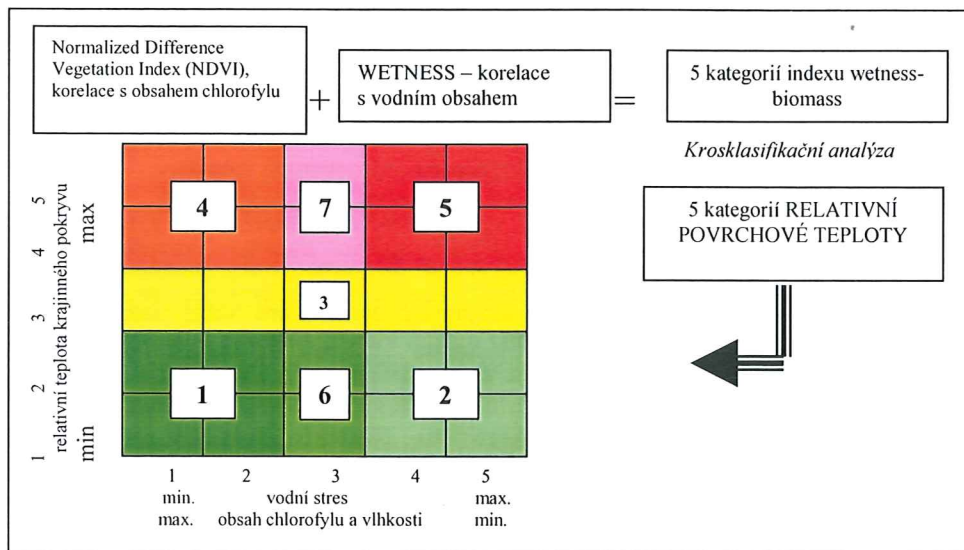 Normalized Difference
Vegetation Index (NDVI),
korelace s obsahem chlorofylu
+
WETNESS – korelace
s vodním obsahem
=
5 kategorií indexu wetness-
biomass
Krosklasifikační analýza
5 kategorií RELATIVNÍ
POVRCHOVÉ TEPLOTY
relativní teplota krajinného pokryvu
1 2 3 4 5
min max
4 7 5
3
1 6 2
1 2 3 4 5
min. vodní stres max.
max. obsah chlorofylu a vlhkosti min.